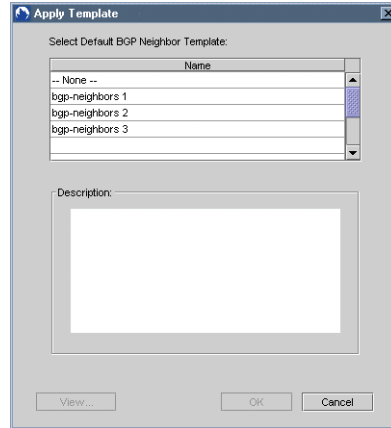 Apply Template
Select Default BGP Neighbor Template:
Name
-- None --
bgp-neighbors 1
bgp-neighbors 2
bgp-neighbors 3
Description:
View... OK Cancel